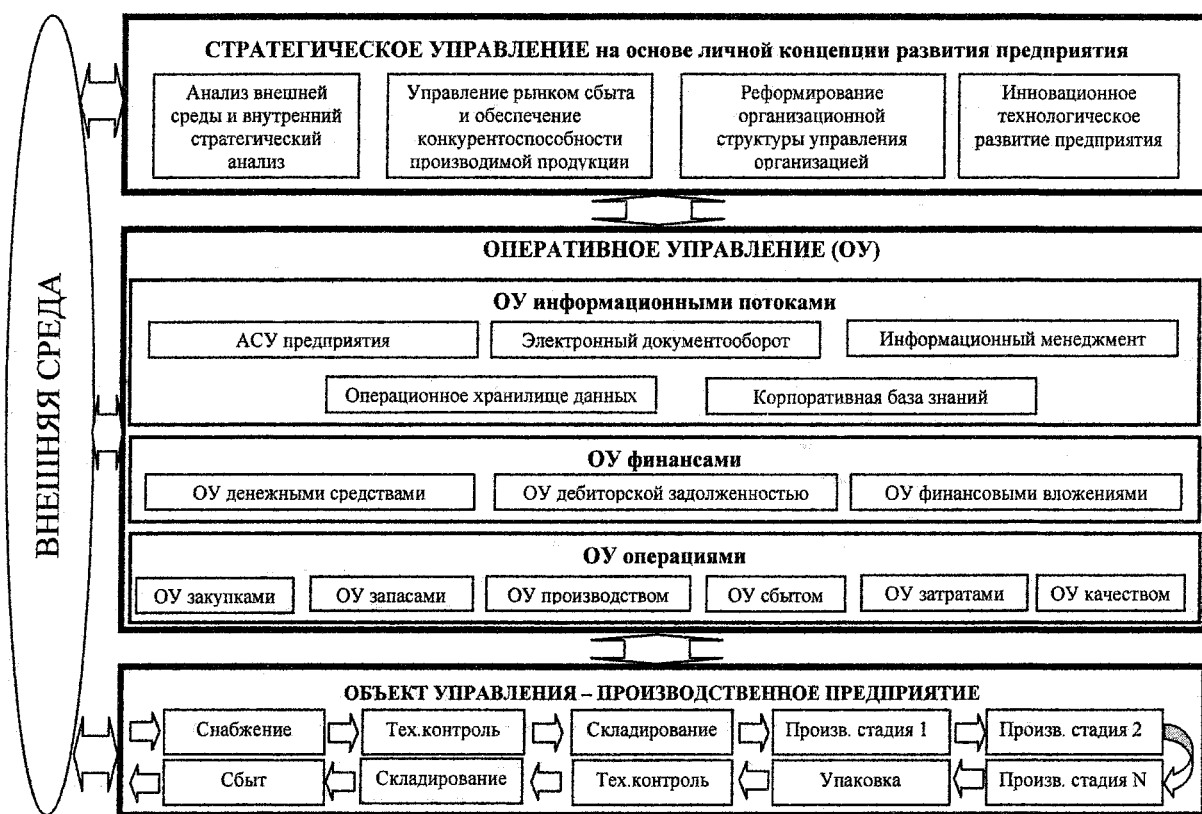 ВНЕШНЯЯ СРЕДА
СТРАТЕГИЧЕСКОЕ УПРАВЛЕНИЕ на основе личной концепции развития предприятия
Анализ внешней
среды и внутренний
стратегический
анализ
Управление рынком сбыта
и обеспечение
конкурентоспособности
производимой продукции
Реформирование
организационной
структуры управления
организацией
Инновационное
технологическое
развитие предприятия
ОПЕРАТИВНОЕ УПРАВЛЕНИЕ (ОУ)
ОУ информационными потоками
АСУ предприятия
Электронный документооборот
Информационный менеджмент
Операционное хранилище данных
Корпоративная база знаний
ОУ финансами
ОУ денежными средствами
ОУ дебиторской задолженностью
ОУ финансовыми вложениями
ОУ операциями
ОУ закупками
ОУ запасами
ОУ производством
ОУ сбытом
ОУ затратами
ОУ качеством
ОБЪЕКТ УПРАВЛЕНИЯ – ПРОИЗВОДСТВЕННОЕ ПРЕДПРИЯТИЕ
Снабжение
Тех.контроль
Складирование
Произв. стадия 1
Произв. стадия 2
Сбыт
Складирование
Тех.контроль
Упаковка
Произв. стадия N